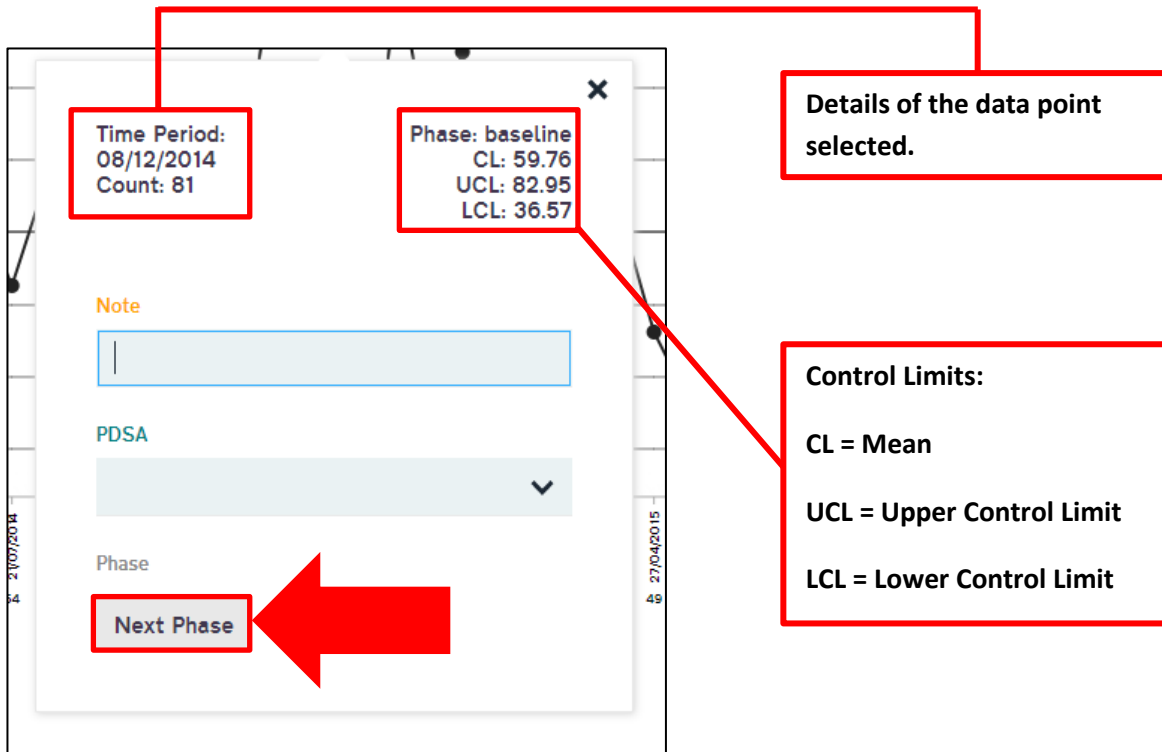 Time Period:
08/12/2014
Count: 81
Phase: baseline
CL: 59.76
UCL: 82.95
LCL: 36.57
Note
PDSA
Phase
Next Phase
21/07/2014
64
27/04/2015
49
Details of the data point
selected.
Control Limits:
CL = Mean
UCL = Upper Control Limit
LCL = Lower Control Limit